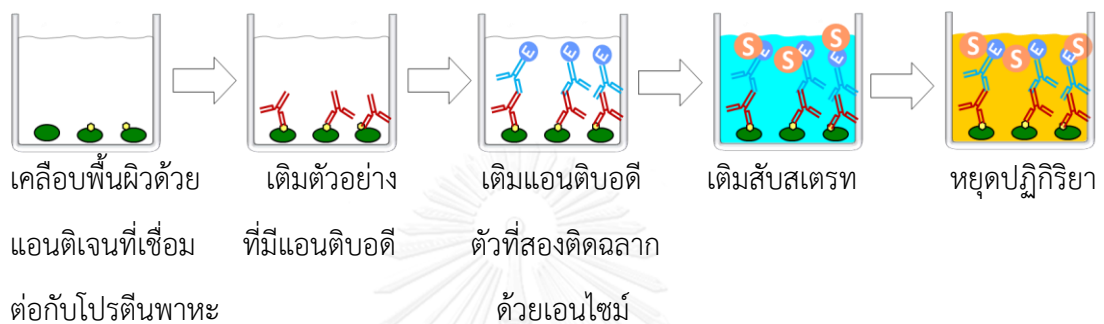 E E E
S E S E S E
S E S E E S
เคลือบพื้นผิวด้วย เติมตัวอย่าง เติมแอนติบอดี เติมสับสเตรท หยุดปฏิกิริยา
แอนติเจนที่เชื่อม ที่มีแอนติบอดี ตัวที่สองติดฉลาก
ต่อกับโปรตีนพาหะ ด้วยเอนไซม์